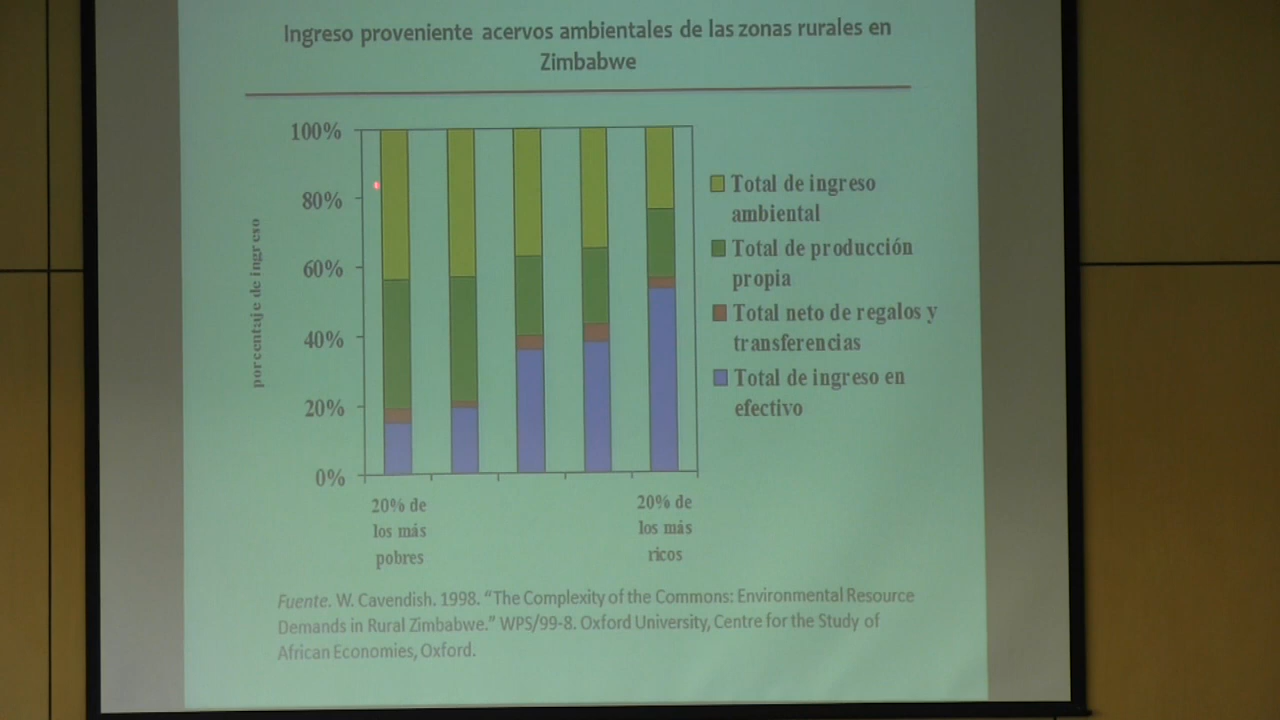 Ingreso proveniente acervos ambientales de las zonas rurales en
Zimbabwe
100%
80%
60%
40%
20%
0%
porcentaje de ingreso
20% de
los más
pobres
20% de
los más
ricos
Total de ingreso
ambiental
Total de producción
propia
Total neto de regalos y
transferencias
Total de ingreso en
efectivo
Fuente. W. Cavendish. 1998. “The Complexity of the Commons: Environmental Resource
Demands in Rural Zimbabwe.” WPS/99-8. Oxford University, Centre for the Study of
African Economies, Oxford.